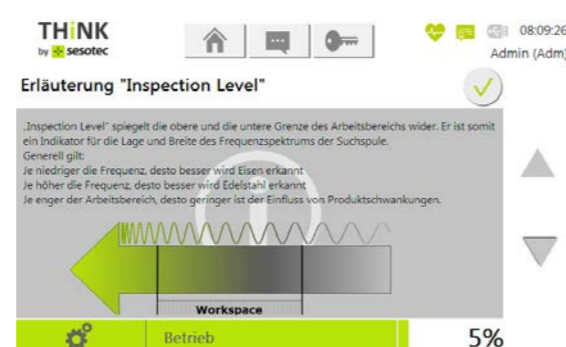 THiNK
by sesotec
08:09:26
Admin (Adm)
Erläuterung "Inspection Level"
„Inspection Level" spiegelt die obere und die untere Grenze des Arbeitsbereichs wider. Er ist somit
ein Indikator für die Lage und Breite des Frequenzspektrums der Suchspule.
Generell gilt:
Je niedriger die Frequenz, desto besser wird Eisen erkannt
Je höher die Frequenz, desto besser wird Edelstahl erkannt
Je enger der Arbeitsbereich, desto geringer ist der Einfluss von Produktschwankungen.
Workspace
Betrieb
5%